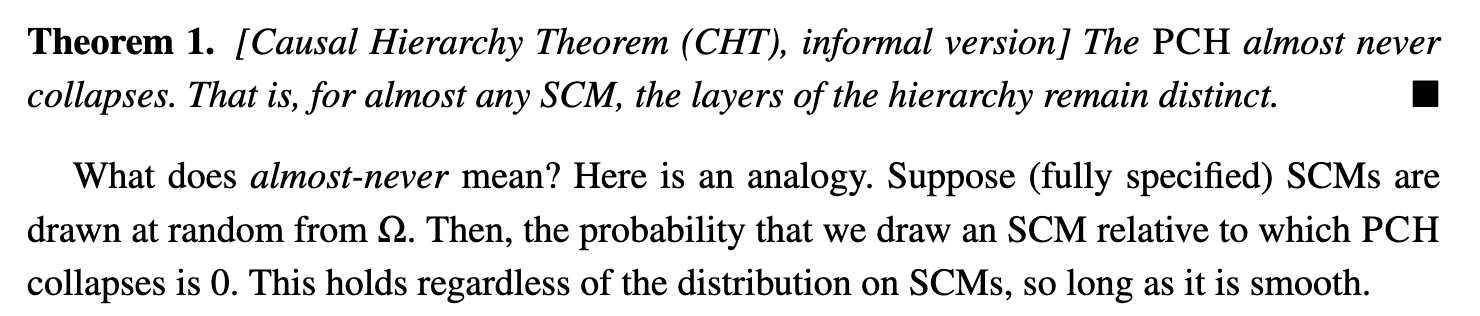 Theorem 1. [Causal Hierarchy Theorem (CHT), informal version] The PCH almost never
collapses. That is, for almost any SCM, the layers of the hierarchy remain distinct. ■
What does almost-never mean? Here is an analogy. Suppose (fully specified) SCMs are
drawn at random from Ω. Then, the probability that we draw an SCM relative to which PCH
collapses is 0. This holds regardless of the distribution on SCMs, so long as it is smooth.